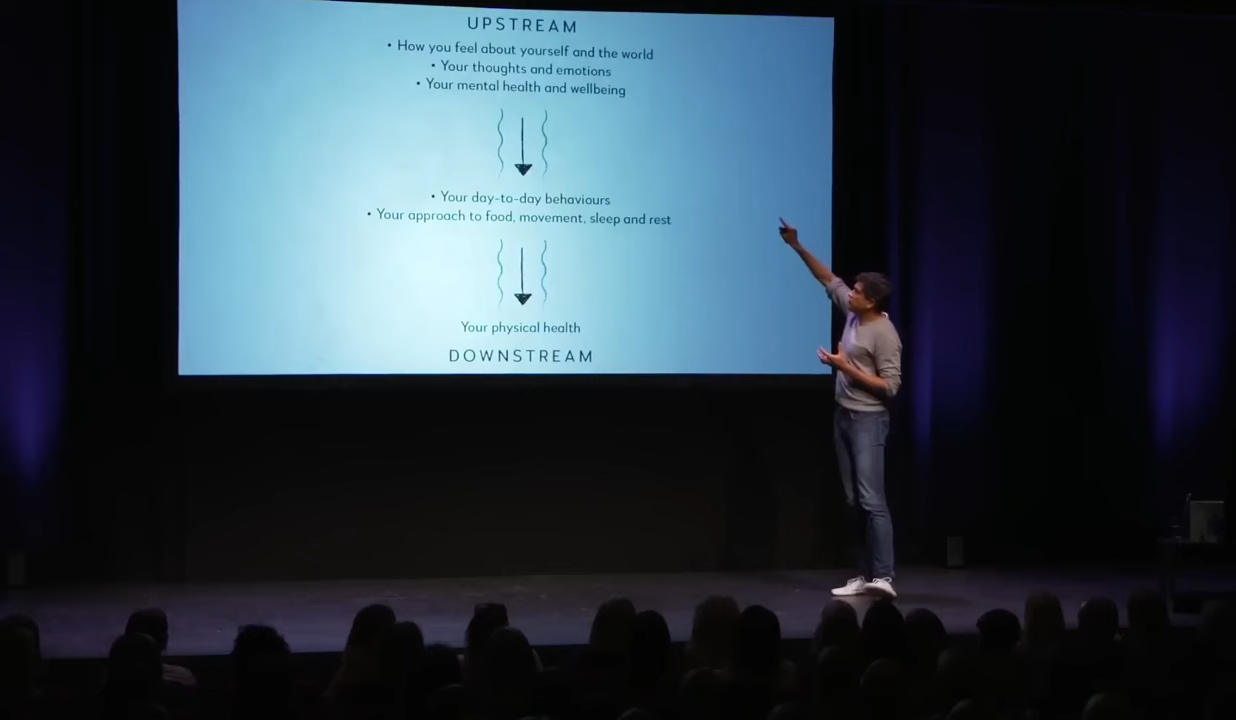 UPSTREAM
• How you feel about yourself and the world
• Your thoughts and emotions
• Your mental health and wellbeing
• Your day-to-day behaviours
• Your approach to food, movement, sleep and rest
Your physical health
DOWNSTREAM